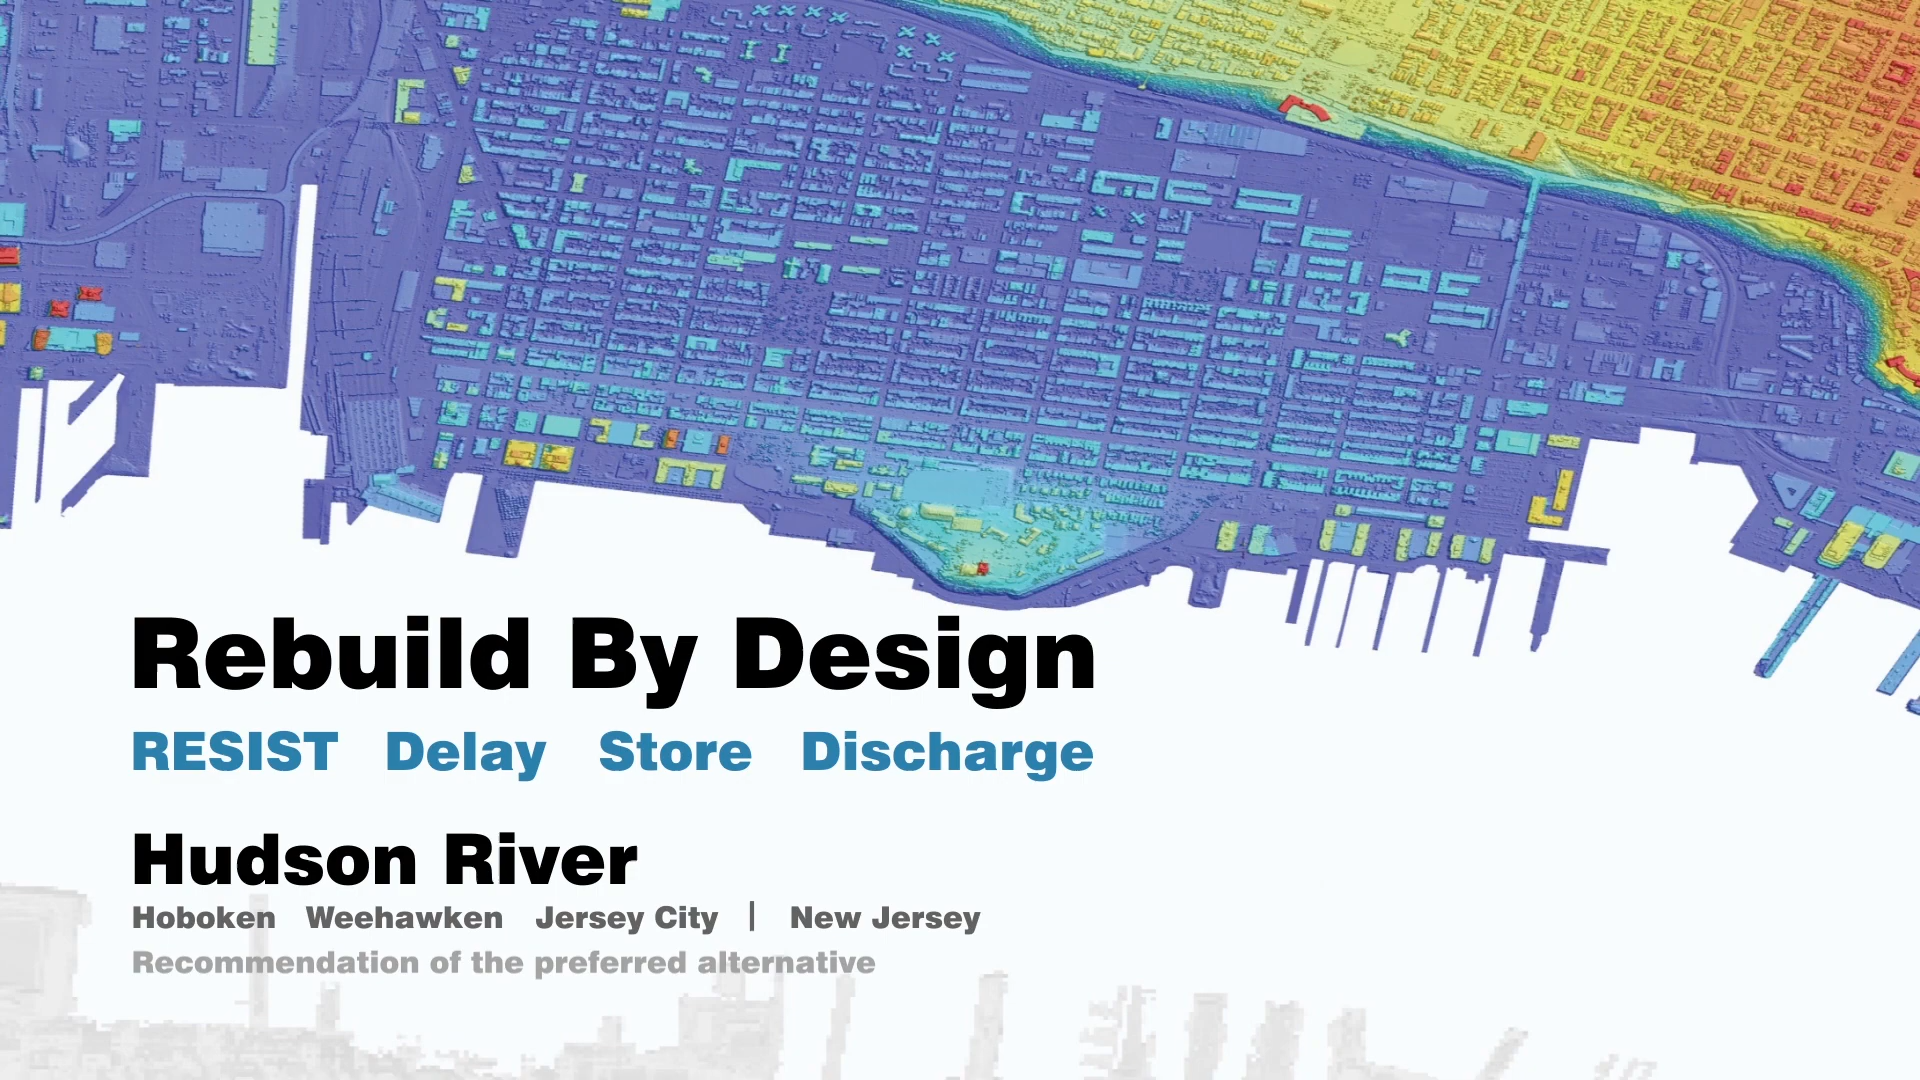 Rebuild By Design
RESIST Delay Store Discharge
Hudson River
Hoboken Weehawken Jersey City | New Jersey
Recommendation of the preferred alternative